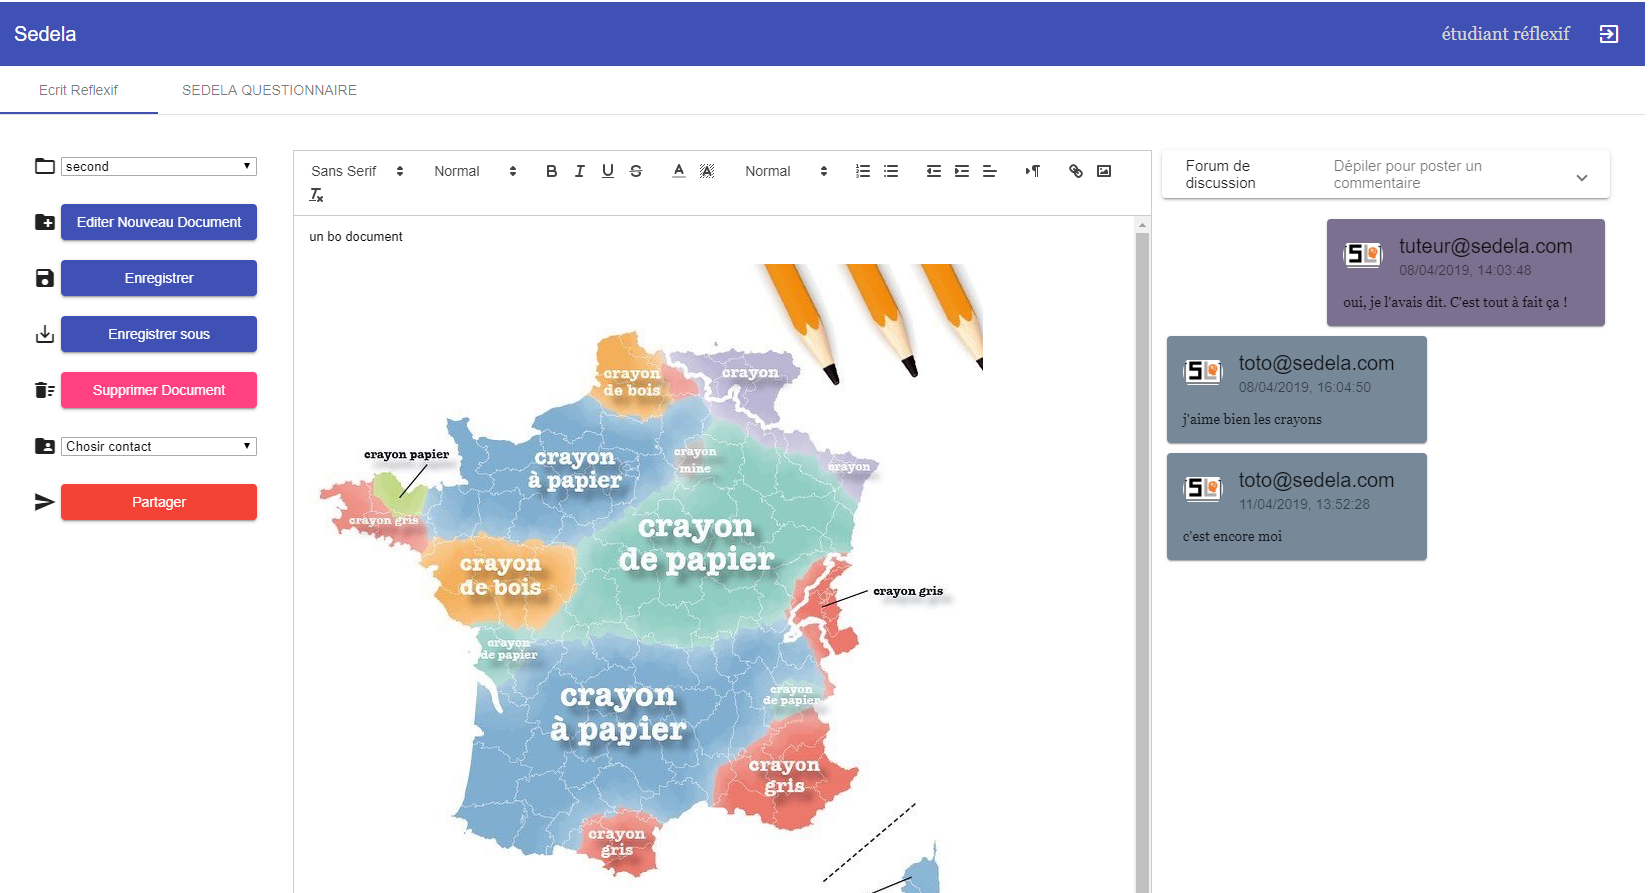 Sedela
étudiant réflexif
Ecrit Reflexif
SEDELA QUESTIONNAIRE
second
Editer Nouveau Document
Enregistrer
Enregistrer sous
Supprimer Document
Chosir contact
Partager
Sans Serif
Normal
B I U S
A A
Normal
un bo document
crayon
de bois
crayon
crayon papier
crayon
à papier
crayon
mine
crayon
crayon gris
crayon
de papier
crayon
de bois
crayon gris
crayon
de papier
crayon
à papier
crayon
de papier
crayon
gris
crayon
gris
Forum de
discussion
Dépiler pour poster un
commentaire
SL
tuteur@sedela.com
08/04/2019, 14:03:48
oui, je l'avais dit. C'est tout à fait ça !
SL
toto@sedela.com
08/04/2019, 16:04:50
j'aime bien les crayons
SL
toto@sedela.com
11/04/2019, 13:52:28
c'est encore moi